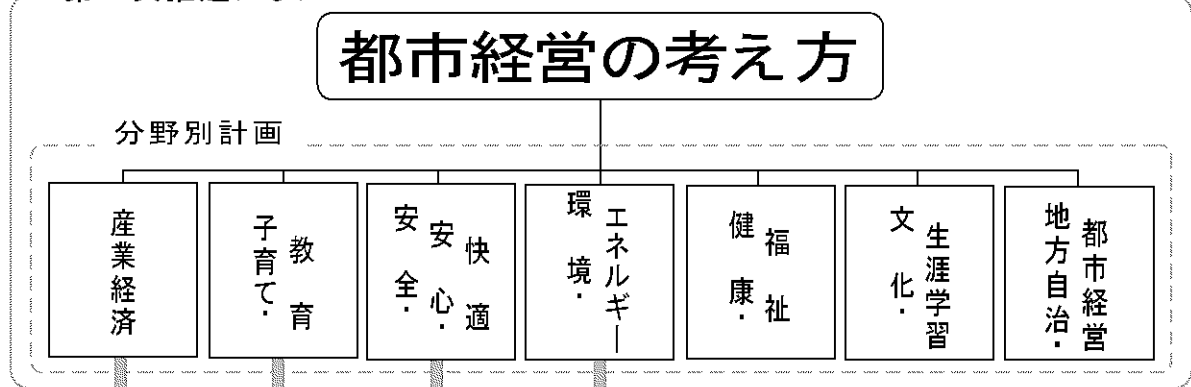 都市経営の考え方
分野別計画
産業経済
子育て・
教育
安全・
安心・
快適
環境・
エネルギー
健康・
福祉
文化・
生涯学習
地方自治・
都市経営